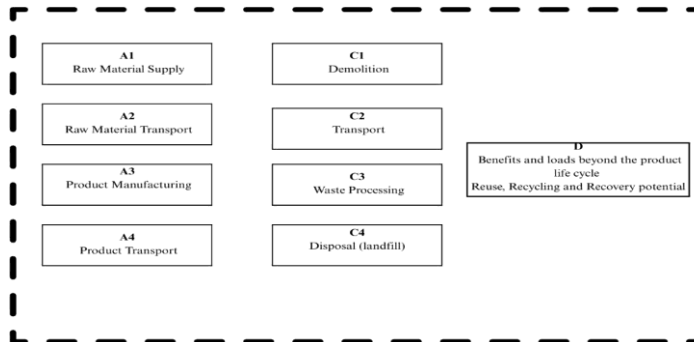 A1
Raw Material Supply
A2
Raw Material Transport
A3
Product Manufacturing
A4
Product Transport
C1
Demolition
C2
Transport
C3
Waste Processing
C4
Disposal (landfill)
D
Benefits and loads beyond the product
life cycle
Reuse, Recycling and Recovery potential